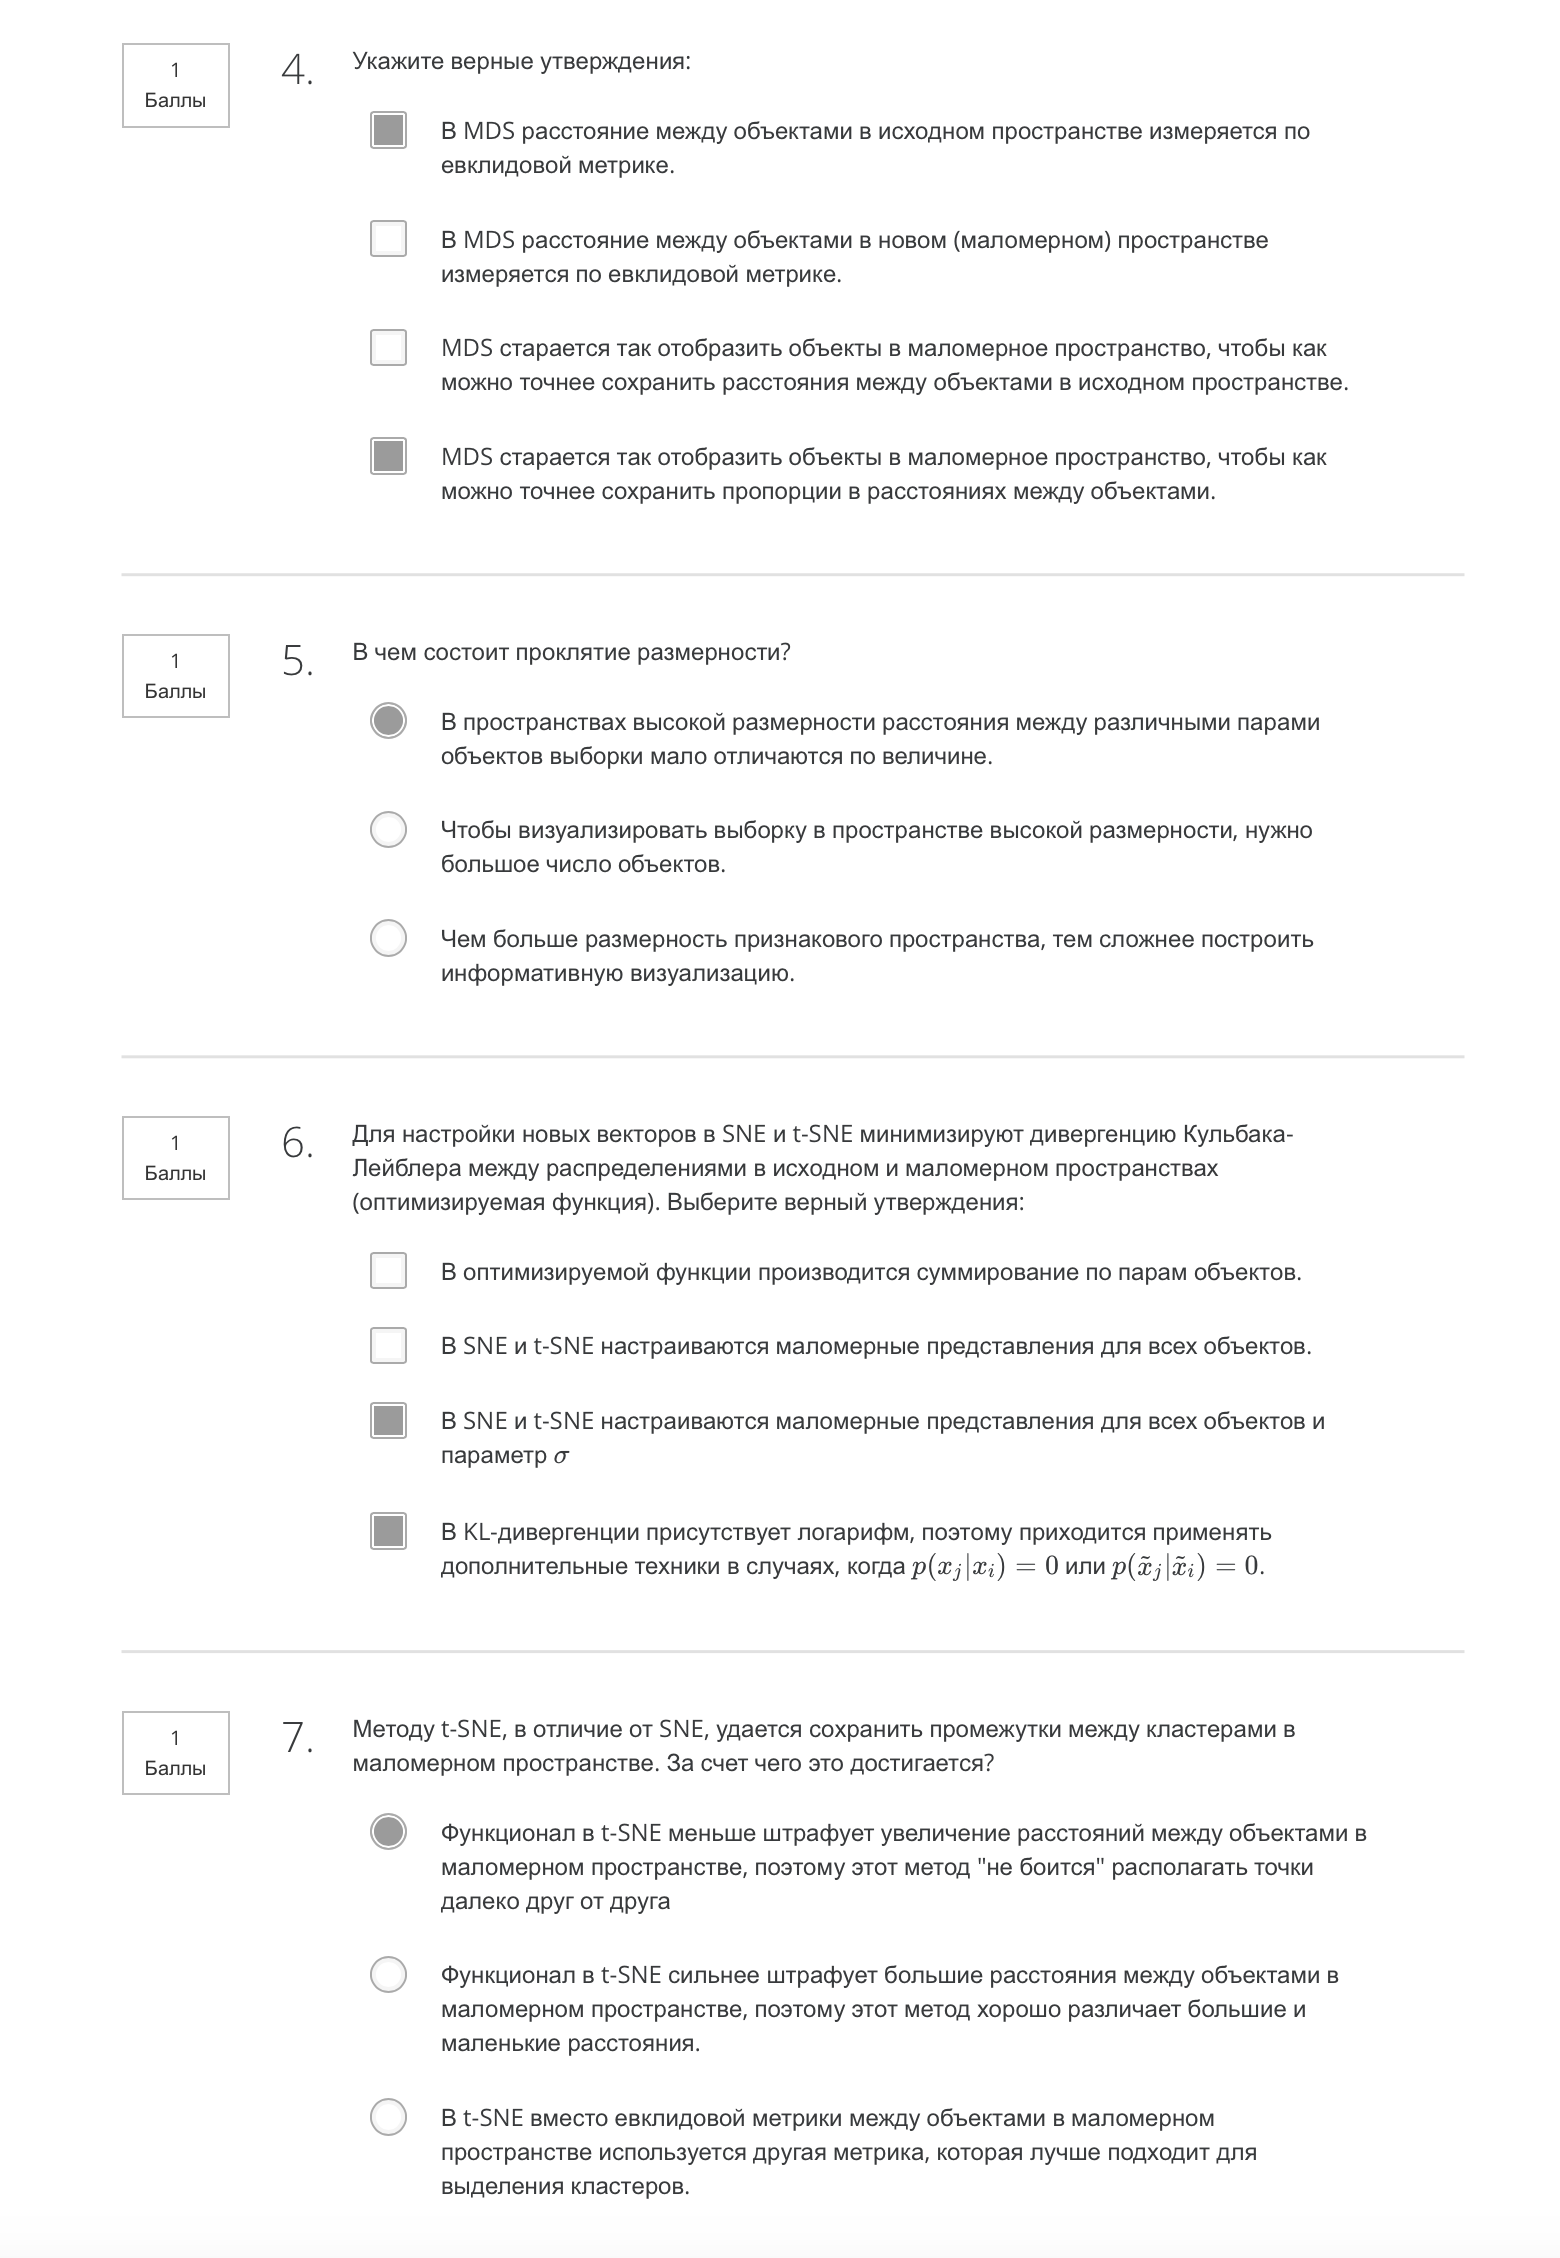 1
Баллы
4.
Укажите верные утверждения:
В MDS расстояние между объектами в исходном пространстве измеряется по
евклидовой метрике.
В MDS расстояние между объектами в новом (маломерном) пространстве
измеряется по евклидовой метрике.
MDS старается так отобразить объекты в маломерное пространство, чтобы как
можно точнее сохранить расстояния между объектами в исходном пространстве.
MDS старается так отобразить объекты в маломерное пространство, чтобы как
можно точнее сохранить пропорции в расстояниях между объектами.
1
Баллы
5.
В чем состоит проклятие размерности?
В пространствах высокой размерности расстояния между различными парами
объектов выборки мало отличаются по величине.
Чтобы визуализировать выборку в пространстве высокой размерности, нужно
большое число объектов.
Чем больше размерность признакового пространства, тем сложнее построить
информативную визуализацию.
1
Баллы
6.
Для настройки новых векторов в SNE и t-SNE минимизируют дивергенцию Кульбака-
Лейблера между распределениями в исходном и маломерном пространствах
(оптимизируемая функция). Выберите верный утверждения:
В оптимизируемой функции производится суммирование по парам объектов.
В SNE и t-SNE настраиваются маломерные представления для всех объектов.
В SNE и t-SNE настраиваются маломерные представления для всех объектов и
параметр σ
В KL-дивергенции присутствует логарифм, поэтому приходится применять
дополнительные техники в случаях, когда p(x_j|x_i) = 0 или p(x̃_j|x̃_i) = 0.
1
Баллы
7.
Методу t-SNE, в отличие от SNE, удается сохранить промежутки между кластерами в
маломерном пространстве. За счет чего это достигается?
Функционал в t-SNE меньше штрафует увеличение расстояний между объектами в
маломерном пространстве, поэтому этот метод "не боится" располагать точки
далеко друг от друга
Функционал в t-SNE сильнее штрафует большие расстояния между объектами в
маломерном пространстве, поэтому этот метод хорошо различает большие и
маленькие расстояния.
В t-SNE вместо евклидовой метрики между объектами в маломерном
пространстве используется другая метрика, которая лучше подходит для
выделения кластеров.